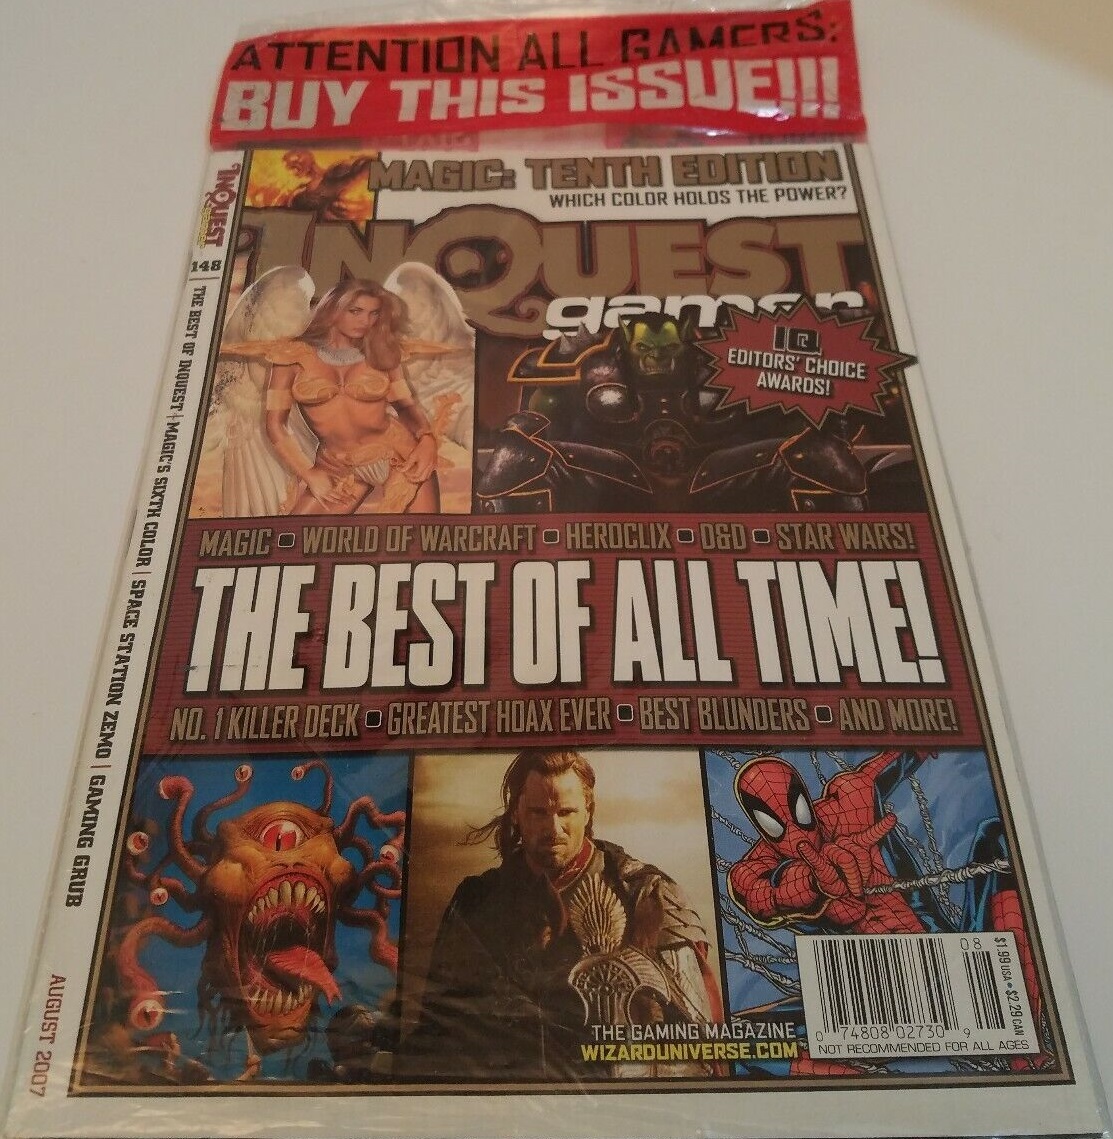 ATTENTION ALL GAMERS:
BUY THIS ISSUE!!!
MAGIC: TENTH EDITION
WHICH COLOR HOLDS THE POWER?
INQUEST
gamer
IQ
EDITORS' CHOICE
AWARDS!
MAGIC ▪ WORLD OF WARCRAFT ▪ HEROCLIX ▪ D&D ▪ STAR WARS!
THE BEST OF ALL TIME!
NO. 1 KILLER DECK ▪ GREATEST HOAX EVER ▪ BEST BLUNDERS ▪ AND MORE!
THE GAMING MAGAZINE
WIZARDUNIVERSE.COM
08
$1.99 USA • $2.29 CAN
0 74808 02730 9
NOT RECOMMENDED FOR ALL AGES
INQUEST
148
THE BEST OF INQUEST | MAGIC'S SIXTH COLOR | SPACE STATION ZEMO | GAMING GRUB
AUGUST 2007